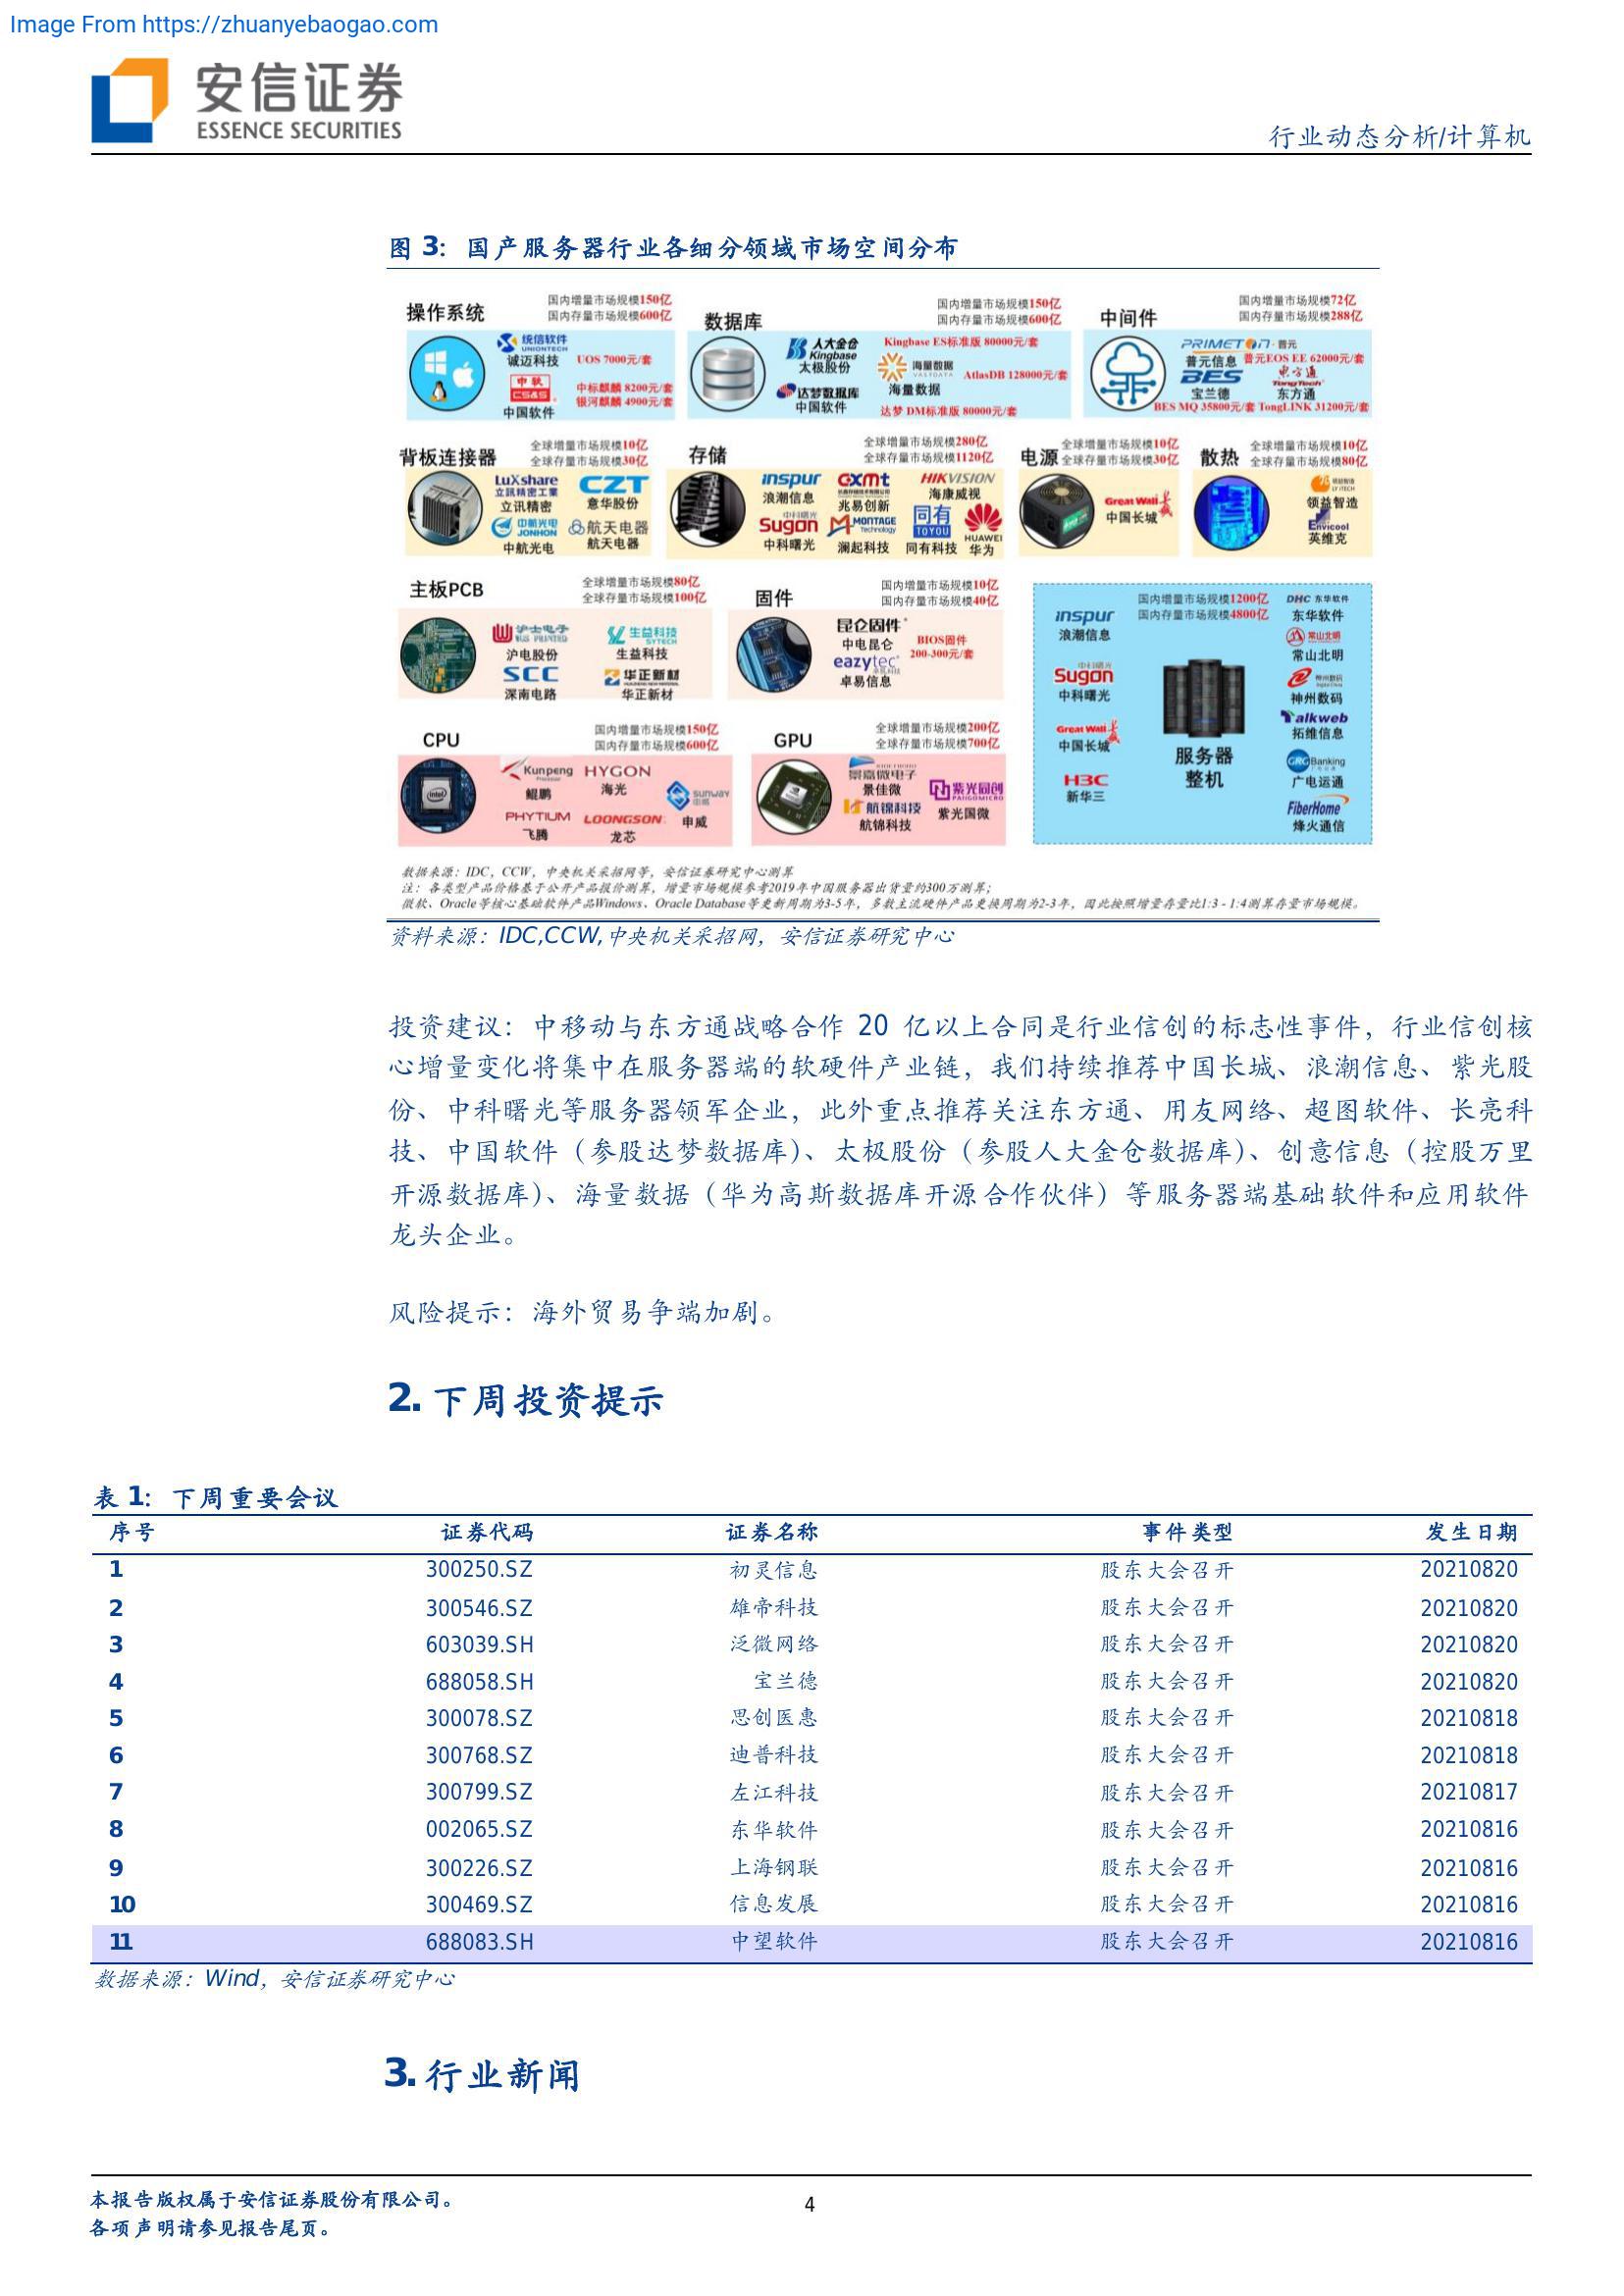 Image From https://zhuanyebaogao.com
安信证券
ESSENCE SECURITIES
行业动态分析/计算机
图 3: 国产服务器行业各细分领域市场空间分布
操作系统
国内增量市场规模150亿
国内存量市场规模600亿
统信软件
UNIONTECH
诚迈科技
UOS 7000元/套
中软
CS&S
中国软件
中标麒麟 8200元/套
银河麒麟 4900元/套
数据库
国内增量市场规模150亿
国内存量市场规模600亿
人大金仓
Kingbase
太极股份
Kingbase ES标准版 80000元/套
海量数据
VASTDATA
海量数据
AtlasDB 128000元/套
达梦数据库
中国软件
达梦 DM标准版 80000元/套
中间件
国内增量市场规模72亿
国内存量市场规模288亿
PRIMETON 普元
普元信息
普元EOS EE 62000元/套
BES
宝兰德
东方通
TongTech
东方通
BES MQ 35800元/套 TongLINK 31200元/套
背板连接器
全球增量市场规模10亿
全球存量市场规模30亿
LuXshare
立訊精密工業
立讯精密
CZT
意华股份
中航光电
JONHON
中航光电
航天电器
航天电器
存储
全球增量市场规模280亿
全球存量市场规模1120亿
inspur
浪潮信息
CXMT
兆易创新
HIKVISION
海康威视
中科曙光
Sugon
中科曙光
MONTAGE
Technology
澜起科技
同有
TOYOU
同有科技
HUAWEI
华为
电源
全球增量市场规模10亿
全球存量市场规模30亿
Great Wall
中国长城
散热
全球增量市场规模10亿
全球存量市场规模80亿
领益智造
LY iTECH
领益智造
Envicool
英维克
主板PCB
全球增量市场规模80亿
全球存量市场规模100亿
沪士电子
WUS PRINTED
沪电股份
生益科技
SYTECH
生益科技
SCC
深南电路
华正新材
华正新材
固件
国内增量市场规模10亿
国内存量市场规模40亿
昆仑固件
中电昆仑
eazytec
卓易信息
BIOS固件
200-300元/套
CPU
国内增量市场规模150亿
国内存量市场规模600亿
intel
Kunpeng
鲲鹏
HYGON
海光
sunway
申威
申威
PHYTIUM
飞腾
LOONGSON
龙芯
GPU
全球增量市场规模200亿
全球存量市场规模700亿
景嘉微电子
景佳微
航锦科技
航锦科技
紫光同创
PANGOMICRO
紫光国微
国内增量市场规模1200亿
国内存量市场规模4800亿
inspur
浪潮信息
中科曙光
Sugon
中科曙光
Great Wall
中国长城
H3C
新华三
服务器
整机
DHC 东华软件
东华软件
常山北明
常山北明
神州数码
神州数码
Talkweb
拓维信息
GRG Banking
广电运通
FiberHome
烽火通信
数据来源：IDC，CCW，中央机关采招网等，安信证券研究中心测算
注：各类型产品价格基于公开产品报价测算，增量市场规模参考2019年中国服务器出货量约300万测算；
微软、Oracle等核心基础软件产品Windows、Oracle Database等更新周期为3-5年，多数主流硬件产品更换周期为2-3年，因此按照增量存量比1:3 - 1:4测算存量市场规模。
资料来源：IDC,CCW,中央机关采招网，安信证券研究中心
投资建议：中移动与东方通战略合作 20 亿以上合同是行业信创的标志性事件，行业信创核
心增量变化将集中在服务器端的软硬件产业链，我们持续推荐中国长城、浪潮信息、紫光股
份、中科曙光等服务器领军企业，此外重点推荐关注东方通、用友网络、超图软件、长亮科
技、中国软件（参股达梦数据库）、太极股份（参股人大金仓数据库）、创意信息（控股万里
开源数据库）、海量数据（华为高斯数据库开源合作伙伴）等服务器端基础软件和应用软件
龙头企业。
风险提示：海外贸易争端加剧。
2. 下周投资提示
表 1: 下周重要会议
序号 证券代码 证券名称 事件类型 发生日期
1 300250.SZ 初灵信息 股东大会召开 20210820
2 300546.SZ 雄帝科技 股东大会召开 20210820
3 603039.SH 泛微网络 股东大会召开 20210820
4 688058.SH 宝兰德 股东大会召开 20210820
5 300078.SZ 思创医惠 股东大会召开 20210818
6 300768.SZ 迪普科技 股东大会召开 20210818
7 300799.SZ 左江科技 股东大会召开 20210817
8 002065.SZ 东华软件 股东大会召开 20210816
9 300226.SZ 上海钢联 股东大会召开 20210816
10 300469.SZ 信息发展 股东大会召开 20210816
11 688083.SH 中望软件 股东大会召开 20210816
数据来源：Wind，安信证券研究中心
3. 行业新闻
本报告版权属于安信证券股份有限公司。
各项声明请参见报告尾页。
4